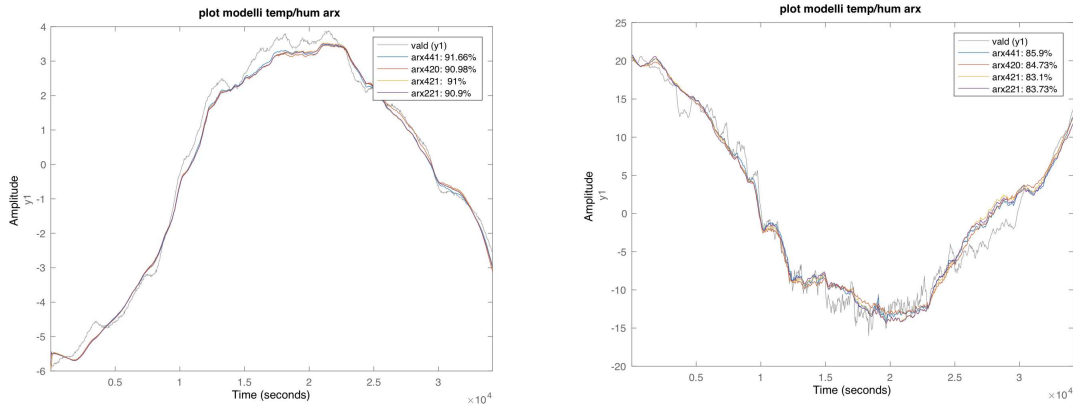 plot modelli temp/hum arx
4
3
2
1
0
-1
-2
-3
-4
-5
-6
Amplitude
y1
vald (y1)
arx441: 91.66%
arx420: 90.98%
arx421: 91%
arx221: 90.9%
0.5 1 1.5 2 2.5 3
Time (seconds)
×10⁴
plot modelli temp/hum arx
25
20
15
10
5
0
-5
-10
-15
-20
Amplitude
y1
vald (y1)
arx441: 85.9%
arx420: 84.73%
arx421: 83.1%
arx221: 83.73%
0.5 1 1.5 2 2.5 3
Time (seconds)
×10⁴